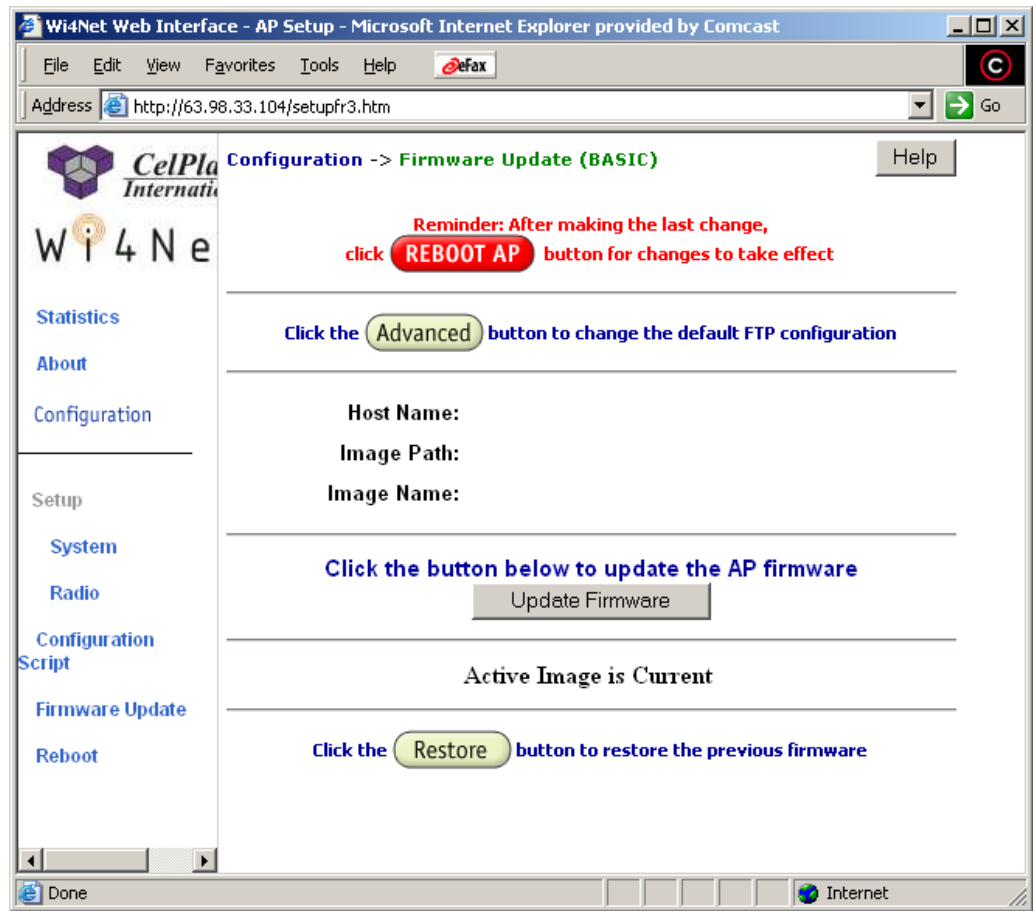 Wi4Net Web Interface - AP Setup - Microsoft Internet Explorer provided by Comcast
File Edit View Favorites Tools Help eFax
Address http://63.98.33.104/setupfr3.htm Go
CelPla
Internati
Wi4Ne
Statistics
About
Configuration
Setup
System
Radio
Configuration
Script
Firmware Update
Reboot
Configuration -> Firmware Update (BASIC) Help
Reminder: After making the last change,
click REBOOT AP button for changes to take effect
Click the Advanced button to change the default FTP configuration
Host Name:
Image Path:
Image Name:
Click the button below to update the AP firmware
Update Firmware
Active Image is Current
Click the Restore button to restore the previous firmware
Done Internet